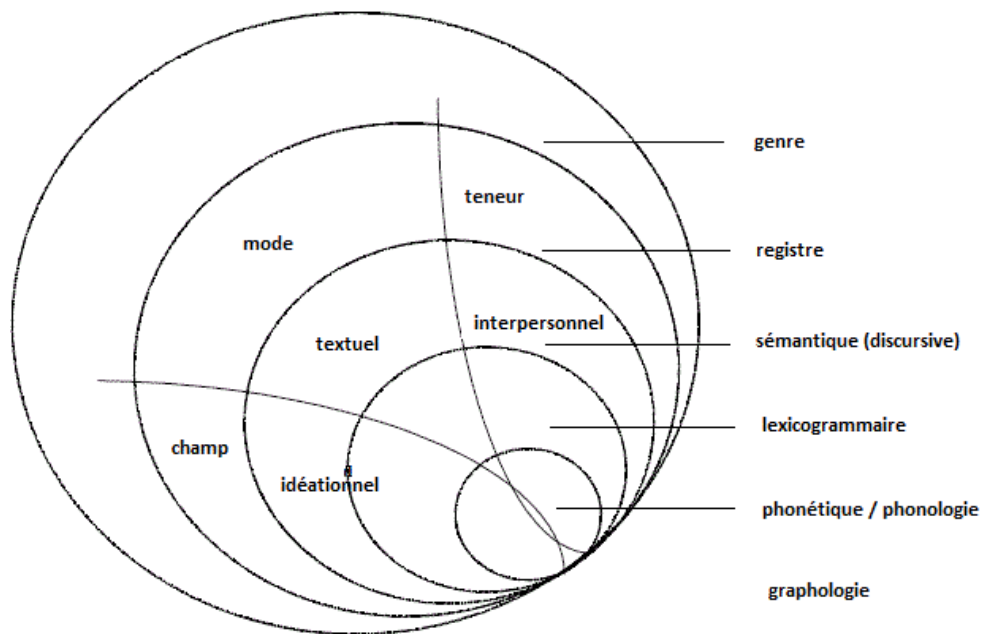 genre
teneur
mode
registre
interpersonnel
textuel
sémantique (discursive)
lexicogrammaire
champ
idéationnel
phonétique / phonologie
graphologie